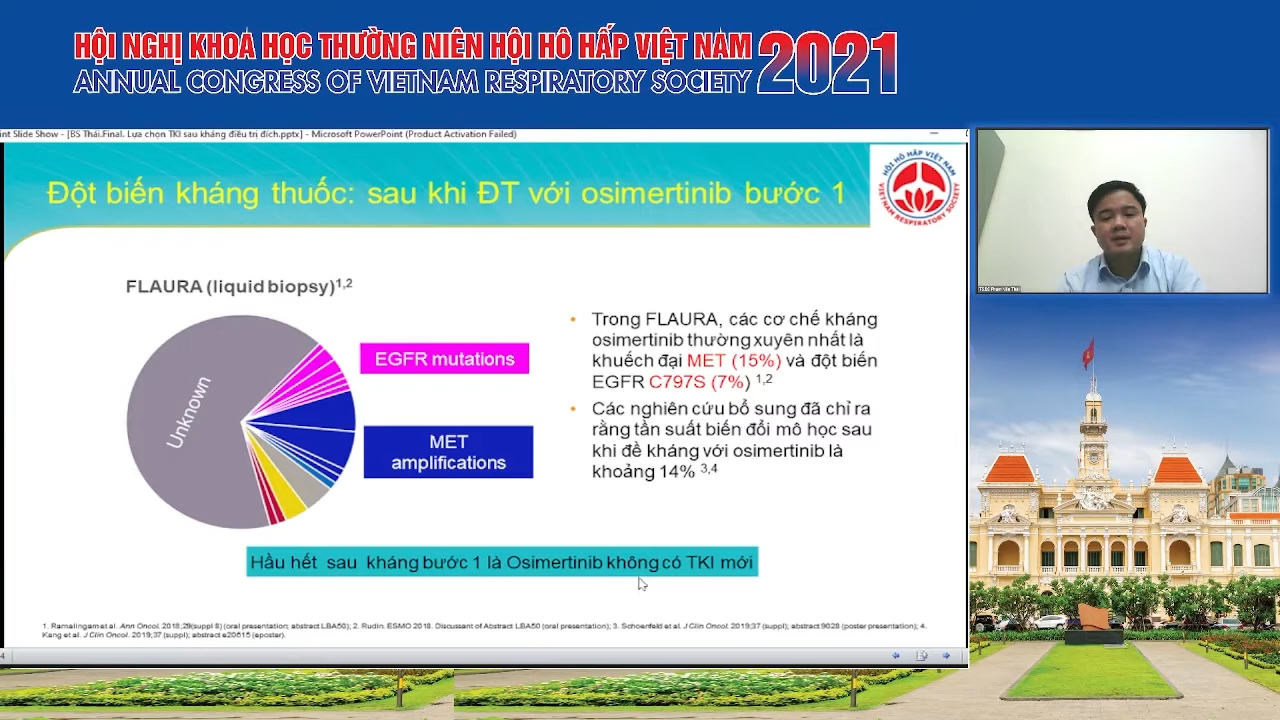 HỘI NGHỊ KHOA HỌC THƯỜNG NIÊN HỘI HÔ HẤP VIỆT NAM 2021
ANNUAL CONGRESS OF VIETNAM RESPIRATORY SOCIETY
int Slide Show - [BS Thái.Final. Lựa chọn TKI sau kháng điều trị đích.pptx] - Microsoft PowerPoint (Product Activation Failed)
Đột biến kháng thuốc: sau khi ĐT với osimertinib bước 1
HỘI HÔ HẤP VIỆT NAM
VIETNAM RESPIRATORY SOCIETY
FLAURA (liquid biopsy)1,2
Unknown
EGFR mutations
MET
amplifications
• Trong FLAURA, các cơ chế kháng
osimertinib thường xuyên nhất là
khuếch đại MET (15%) và đột biến
EGFR C797S (7%) 1,2
• Các nghiên cứu bổ sung đã chỉ ra
rằng tần suất biến đổi mô học sau
khi đề kháng với osimertinib là
khoảng 14% 3,4
Hầu hết sau kháng bước 1 là Osimertinib không có TKI mới
1. Ramalingam et al. Ann Oncol. 2018;29(suppl 8) (oral presentation; abstract LBA50); 2. Rudin. ESMO 2018. Discussant of Abstract LBA50 (oral presentation); 3. Schoenfeld et al. J Clin Oncol. 2019;37 (suppl); abstract 9028 (poster presentation); 4.
Kang et al. J Clin Oncol. 2019;37 (suppl); abstract e20615 (eposter).
TS.BS Phạm Văn Thái